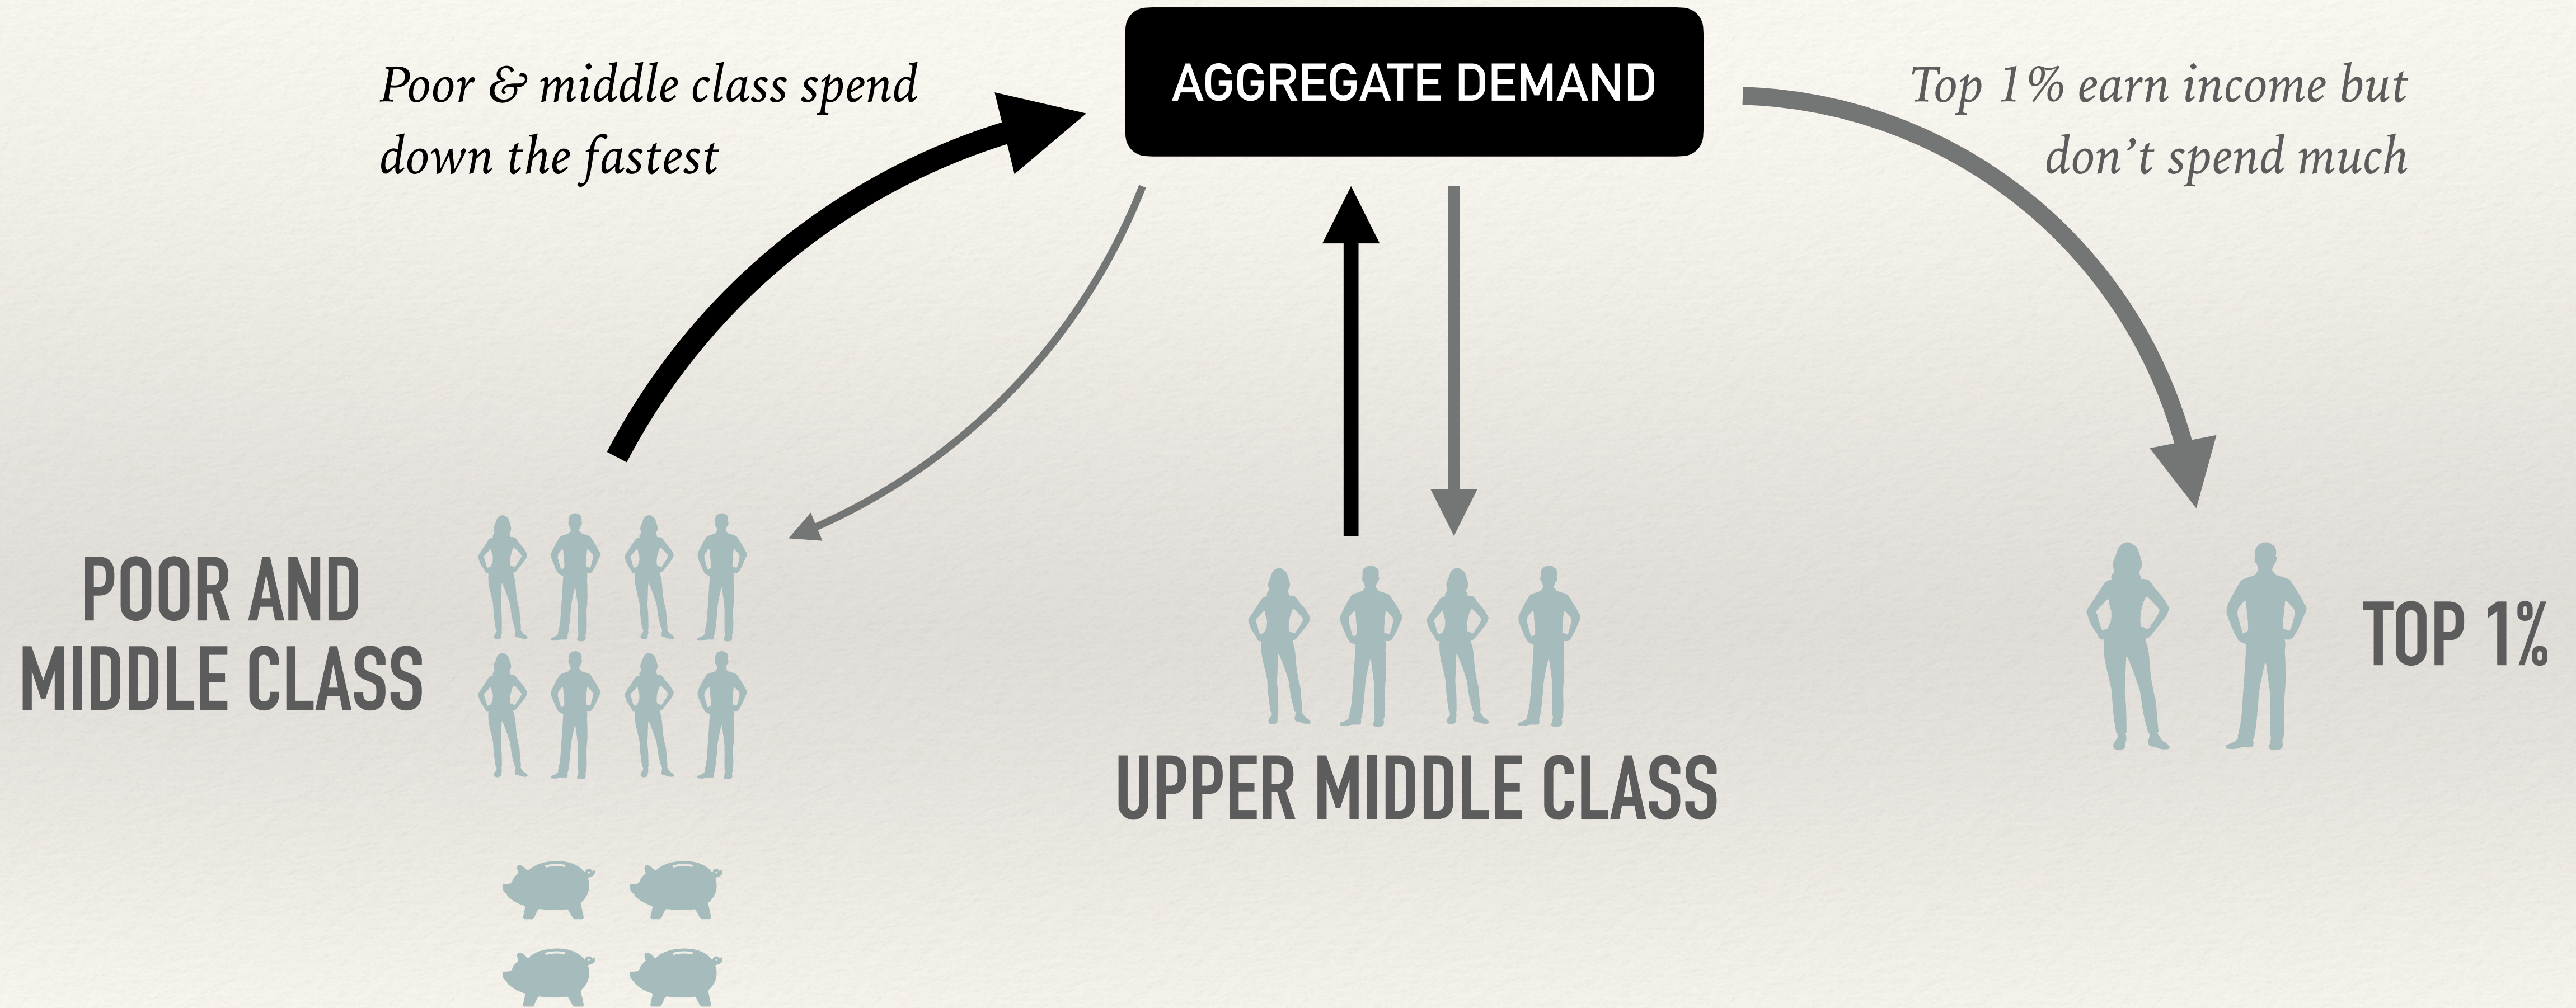 AGGREGATE DEMAND
Poor & middle class spend
down the fastest
Top 1% earn income but
don’t spend much
POOR AND
MIDDLE CLASS
UPPER MIDDLE CLASS
TOP 1%